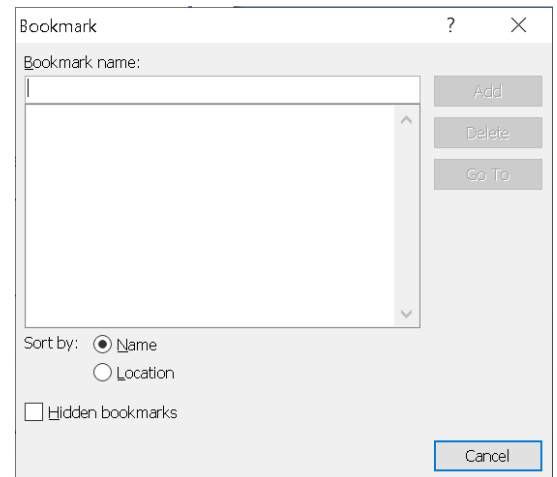 Bookmark ?
Bookmark name:
Add
Delete
Go To
Sort by: Name
Location
Hidden bookmarks
Cancel